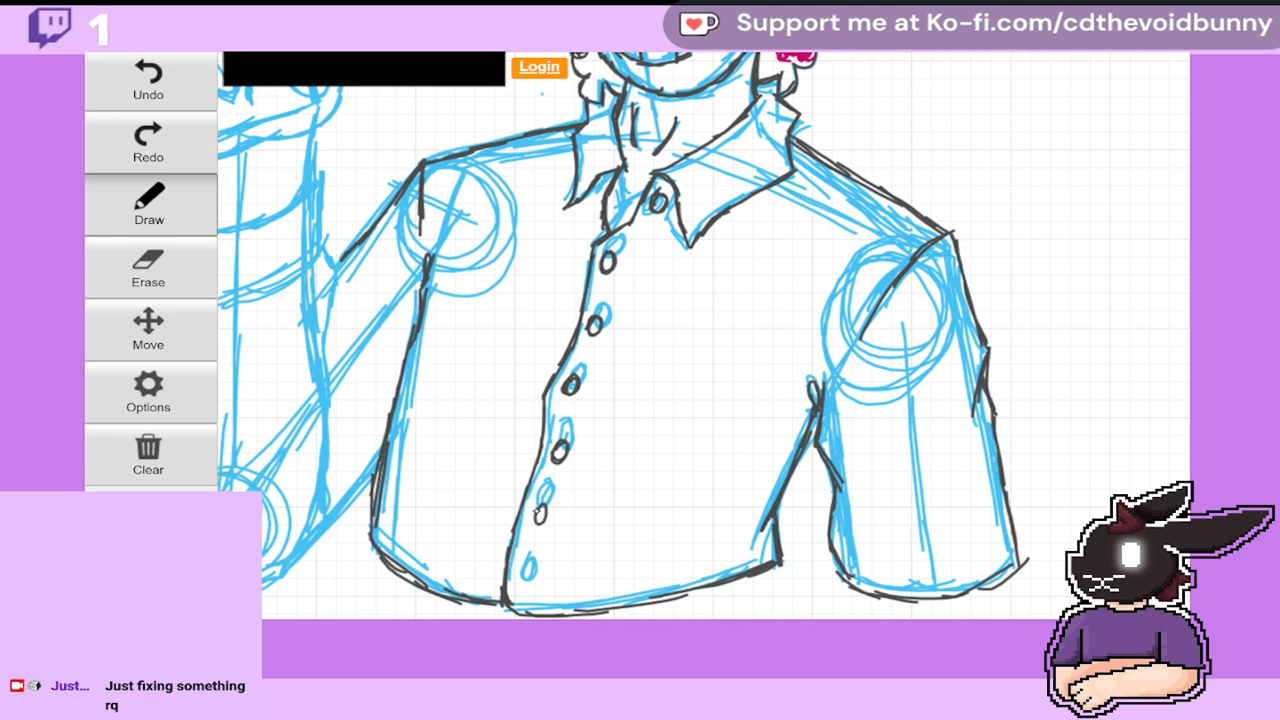 1
Support me at Ko-fi.com/cdthevoidbunny
Login
Undo
Redo
Draw
Erase
Move
Options
Clear
Just... Just fixing something
rq